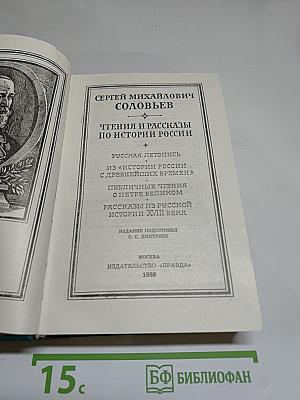 СЕРГЕЙ МИХАЙЛОВИЧ
СОЛОВЬЕВ
ЧТЕНИЯ И РАССКАЗЫ
ПО ИСТОРИИ РОССИИ
РУССКАЯ ЛЕТОПИСЬ
ИЗ «ИСТОРИИ РОССИИ
С ДРЕВНЕЙШИХ ВРЕМЕН»
ПУБЛИЧНЫЕ ЧТЕНИЯ
О ПЕТРЕ ВЕЛИКОМ
РАССКАЗЫ ИЗ РУССКОЙ
ИСТОРИИ XVIII ВЕКА
ИЗДАНИЕ ПОДГОТОВИЛ
С. С. ДМИТРИЕВ
МОСКВА
ИЗДАТЕЛЬСТВО «ПРАВДА»
1989
15 с
БФ БИБЛИОФАН